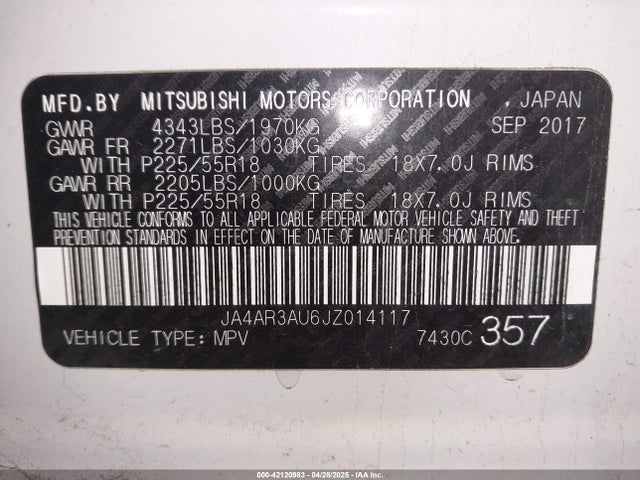 MFD.BY MITSUBISHI MOTORS CORPORATION . JAPAN
GWR 4343LBS/1970KG SEP 2017
GAWR FR 2271LBS/1030KG
WITH P225/55R18 TIRES 18X7.0J RIMS
GAWR RR 2205LBS/1000KG
WITH P225/55R18 TIRES 18X7.0J RIMS
THIS VEHICLE CONFORMS TO ALL APPLICABLE FEDERAL MOTOR VEHICLE SAFETY AND THEFT
PREVENTION STANDARDS IN EFFECT ON THE DATE OF MANUFACTURE SHOWN ABOVE.
JA4AR3AU6JZ014117
VEHICLE TYPE: MPV 7430C 357
000-42120983 - 04/28/2025 - IAAI.COM